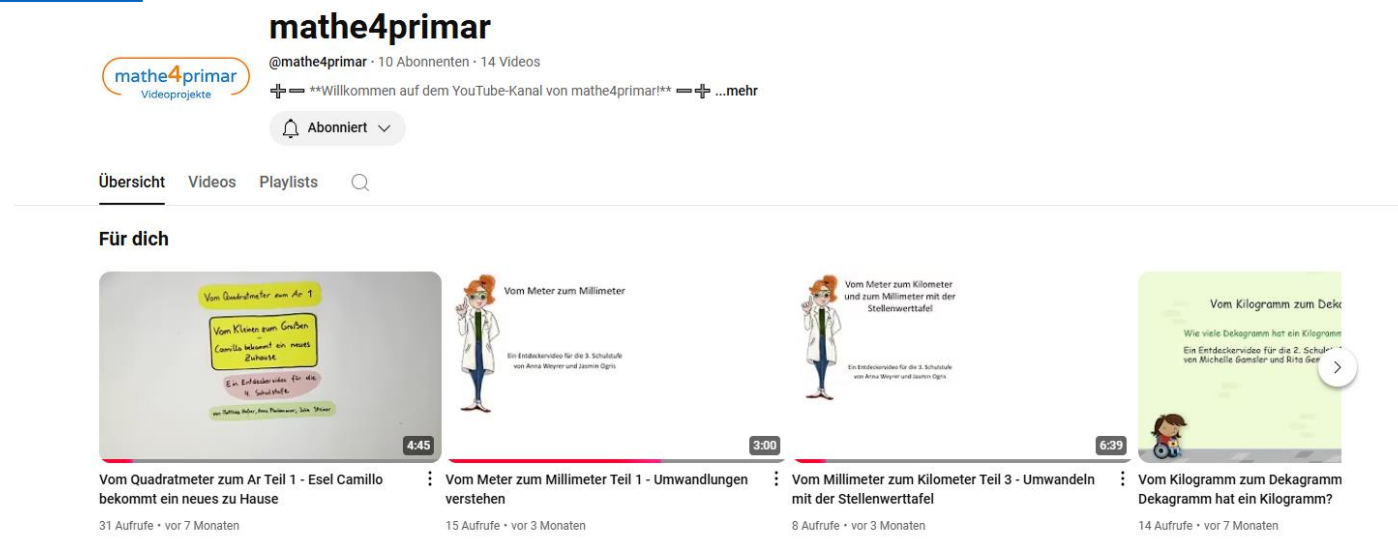 mathe4primar
mathe4primar
Videoprojekte
@mathe4primar · 10 Abonnenten · 14 Videos
➕➖ **Willkommen auf dem YouTube-Kanal von mathe4primar!** ➖➕ ...mehr
Abonniert
Übersicht Videos Playlists
Für dich
Vom Quadratmeter zum Ar 1
Vom Kleinen zum Großen
Camillo bekommt ein neues
Zuhause
Ein Entdeckervideo für die
4. Schulstufe
4:45
Vom Quadratmeter zum Ar Teil 1 - Esel Camillo
bekommt ein neues zu Hause
31 Aufrufe • vor 7 Monaten
Vom Meter zum Millimeter
Ein Entdeckervideo für die 3. Schulstufe
von Anna Weyrer und Jasmin Ogris
3:00
Vom Meter zum Millimeter Teil 1 - Umwandlungen
verstehen
15 Aufrufe • vor 3 Monaten
Vom Meter zum Kilometer
und zum Millimeter mit der
Stellenwerttafel
Ein Entdeckervideo für die 3. Schulstufe
von Anna Weyrer und Jasmin Ogris
6:39
Vom Millimeter zum Kilometer Teil 3 - Umwandeln
mit der Stellenwerttafel
8 Aufrufe • vor 3 Monaten
Vom Kilogramm zum Dek
Wie viele Dekagramm hat ein Kilogramm
Ein Entdeckervideo für die 2. Schul
von Michelle Gamsler und Rita Ger
Vom Kilogramm zum Dekagramm
Dekagramm hat ein Kilogramm?
14 Aufrufe • vor 7 Monaten